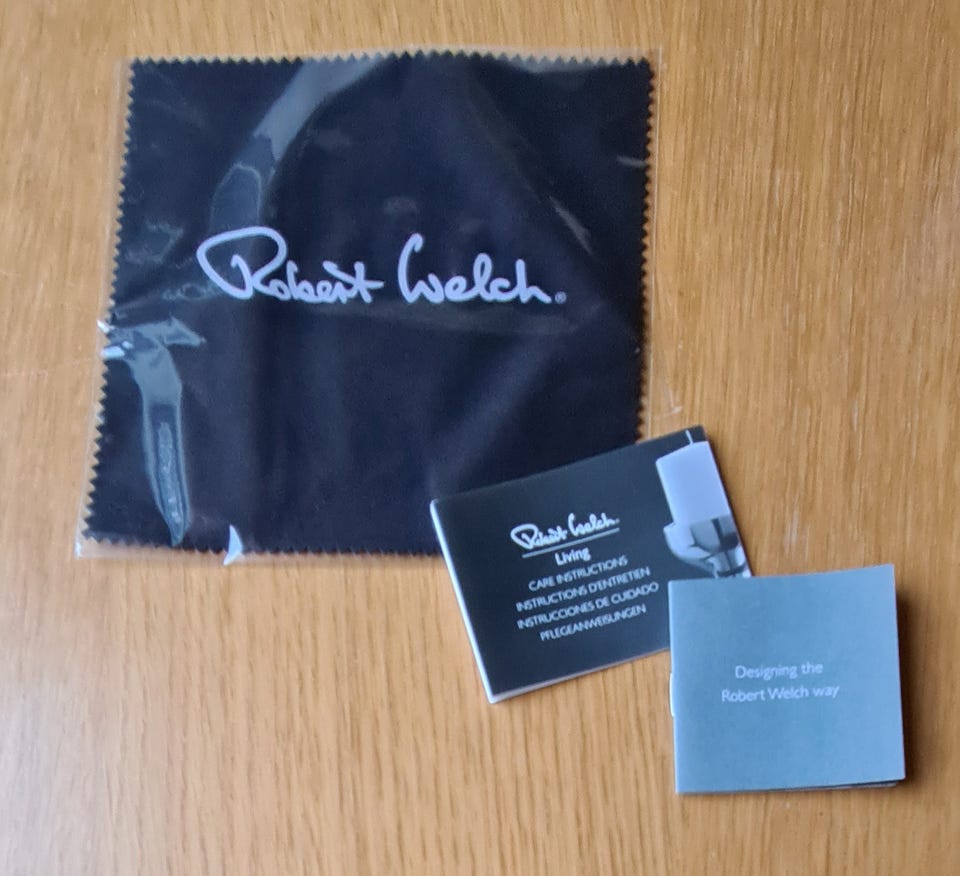 Robert Welch®
Robert Welch
Living
CARE INSTRUCTIONS
INSTRUCTIONS D'ENTRETIEN
INSTRUCCIONES DE CUIDADO
PFLEGEANWEISUNGEN
Designing the
Robert Welch way